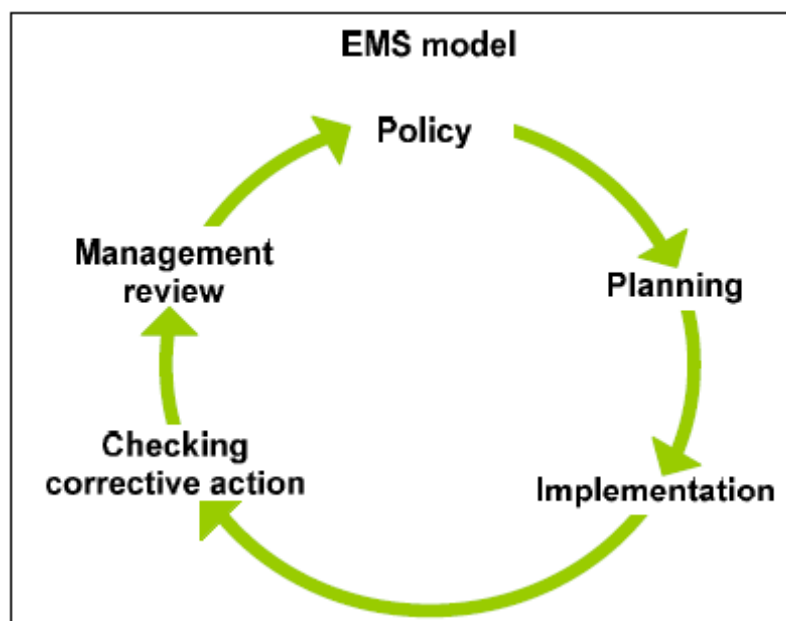 EMS model
Policy
Planning
Implementation
Checking
corrective action
Management
review